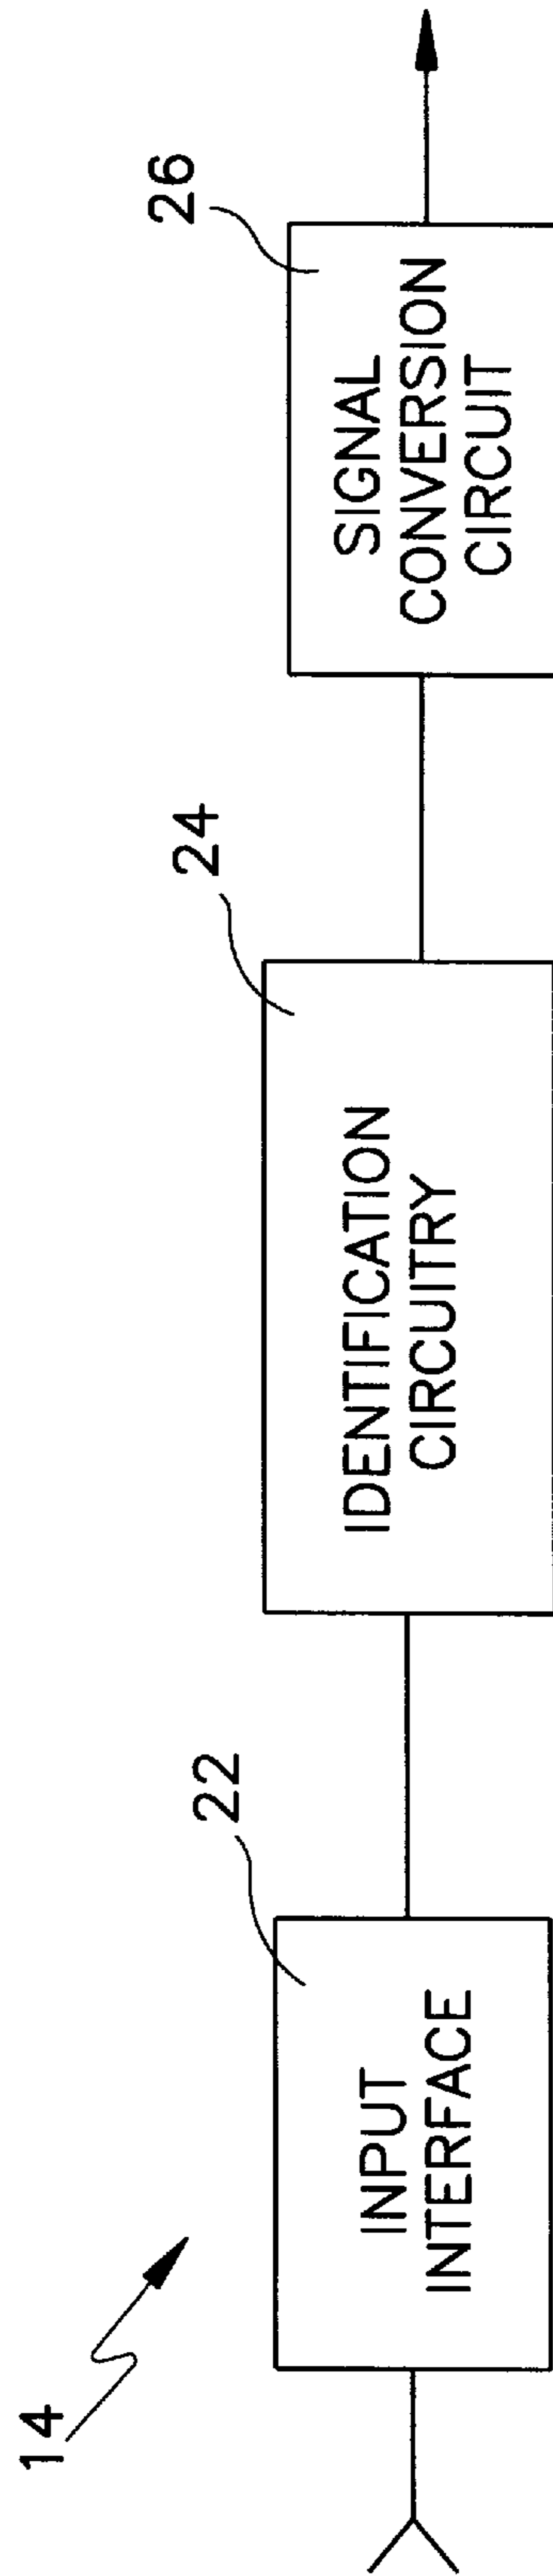 14
22
INPUT
INTERFACE
24
IDENTIFICATION
CIRCUITRY
26
SIGNAL
CONVERSION
CIRCUIT